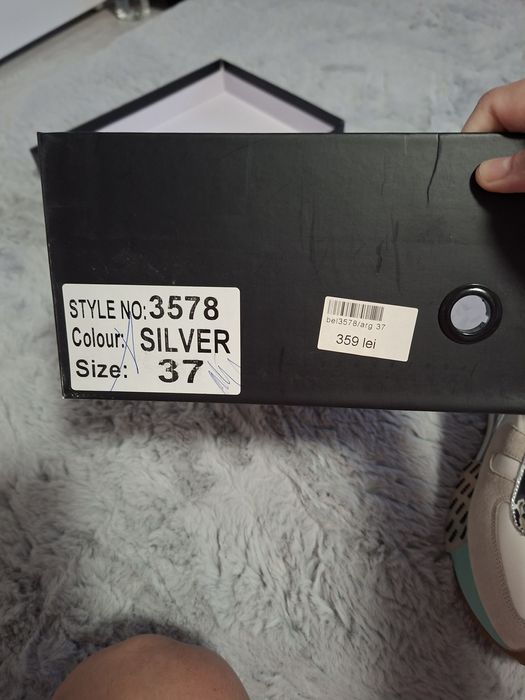 STYLE NO: 3578
Colour: SILVER
Size: 37
bel3578/arg 37
359 lei